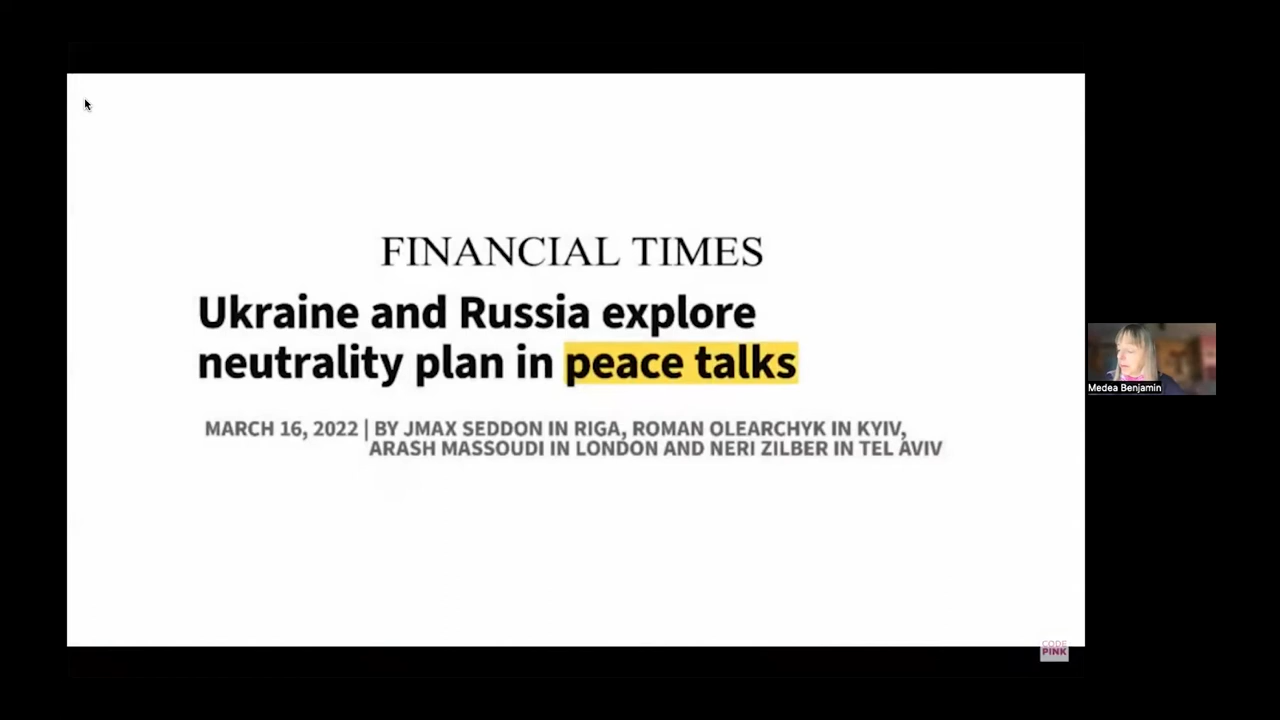 FINANCIAL TIMES
Ukraine and Russia explore
neutrality plan in peace talks
MARCH 16, 2022 | BY JMAX SEDDON IN RIGA, ROMAN OLEARCHYK IN KYIV,
ARASH MASSOUDI IN LONDON AND NERI ZILBER IN TEL AVIV
Medea Benjamin
CODE
PINK